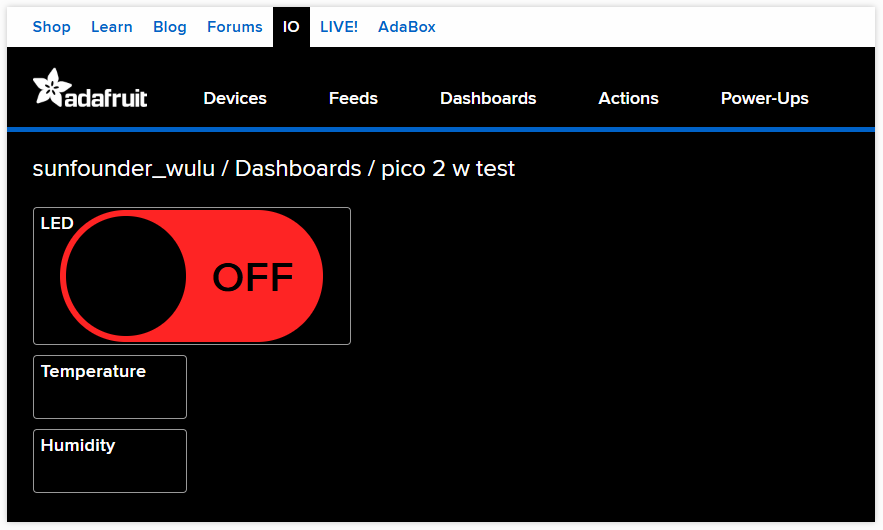 Shop Learn Blog Forums IO LIVE! AdaBox
adafruit Devices Feeds Dashboards Actions Power-Ups
sunfounder_wulu / Dashboards / pico 2 w test
LED
OFF
Temperature
Humidity